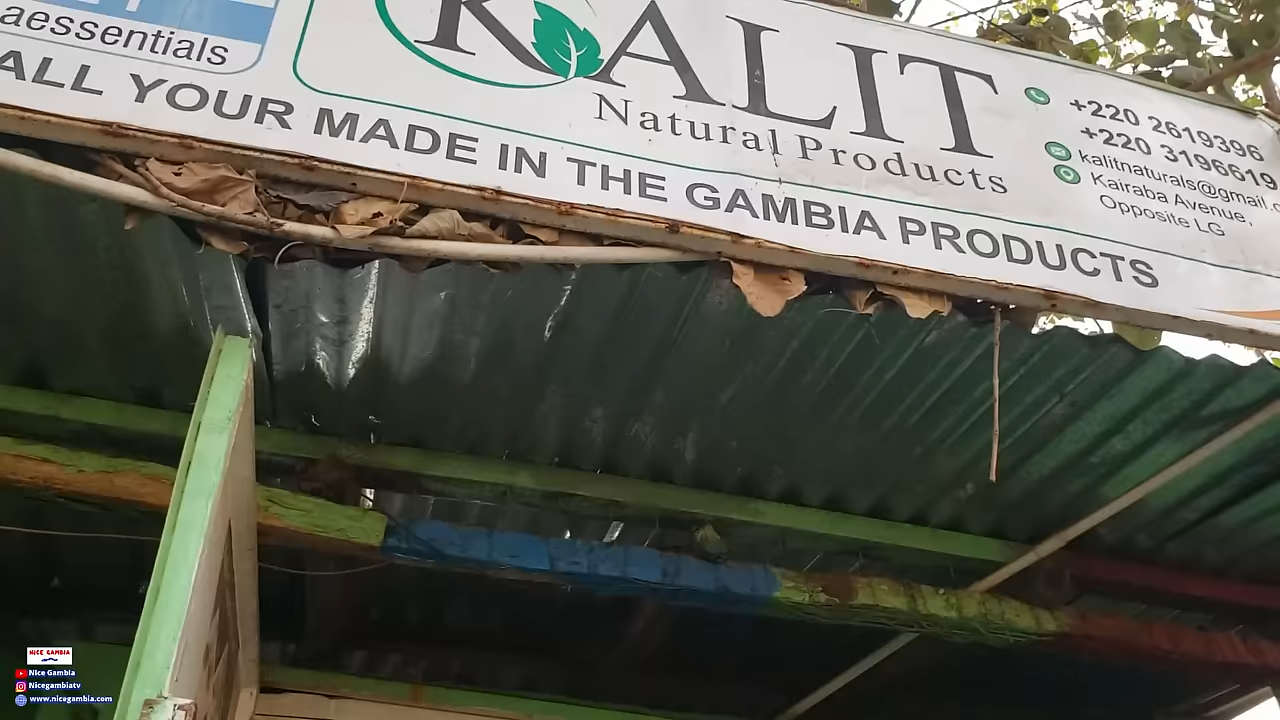 aessentials
KALIT
Natural Products
ALL YOUR MADE IN THE GAMBIA PRODUCTS
+220 2619396
+220 3196619
kalitnaturals@gmail.
Kairaba Avenue,
Opposite LG
NICE GAMBIA
Nice Gambia
Nicegambiatv
www.nicegambia.com